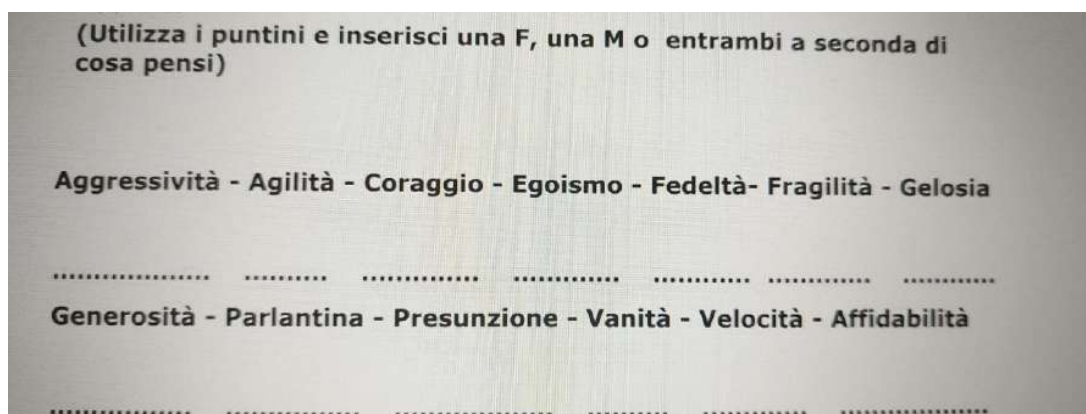 (Utilizza i puntini e inserisci una F, una M o entrambi a seconda di
cosa pensi)
Aggressività - Agilità - Coraggio - Egoismo - Fedeltà- Fragilità - Gelosia
................... .......... .............. ............. ............ ............. ...........
Generosità - Parlantina - Presunzione - Vanità - Velocità - Affidabilità
................. ................ ................... .......... ............. ..................